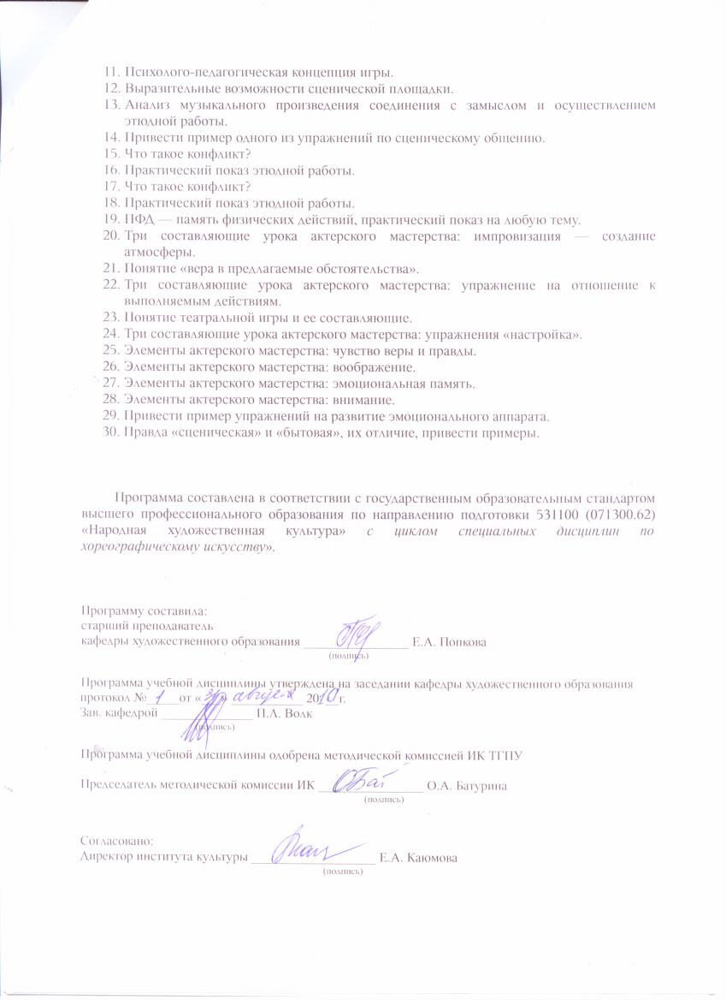 11. Психолого-педагогическая концепция игры.
12. Выразительные возможности сценической площадки.
13. Анализ музыкального произведения соединения с замыслом и осуществлением
этюдной работы.
14. Привести пример одного из упражнений по сценическому общению.
15. Что такое конфликт?
16. Практический показ этюдной работы.
17. Что такое конфликт?
18. Практический показ этюдной работы.
19. ПФД — память физических действий, практический показ на любую тему.
20. Три составляющие урока актерского мастерства: импровизация — создание
атмосферы.
21. Понятие «вера в предлагаемые обстоятельства».
22. Три составляющие урока актерского мастерства: упражнение на отношение к
выполняемым действиям.
23. Понятие театральной игры и ее составляющие.
24. Три составляющие урока актерского мастерства: упражнения «настройка».
25. Элементы актерского мастерства: чувство веры и правды.
26. Элементы актерского мастерства: воображение.
27. Элементы актерского мастерства: эмоциональная память.
28. Элементы актерского мастерства: внимание.
29. Привести пример упражнений на развитие эмоционального аппарата.
30. Правда «сценическая» и «бытовая», их отличие, привести примеры.
Программа составлена в соответствии с государственным образовательным стандартом
высшего профессионального образования по направлению подготовки 531100 (071300.62)
«Народная художественная культура» с циклом специальных дисциплин по
хореографическому искусству».
Программу составила:
старший преподаватель
кафедры художественного образования Е.А. Попкова
(подпись)
Программа учебной дисциплины утверждена на заседании кафедры художественного образования
протокол № 1 от « » августа 2010 г.
Зав. кафедрой П.Л. Волк
(подпись)
Программа учебной дисциплины одобрена методической комиссией ИК ТГПУ
Председатель методической комиссии ИК О.А. Батурина
(подпись)
Согласовано:
Директор института культуры Е.А. Каюмова
(подпись)